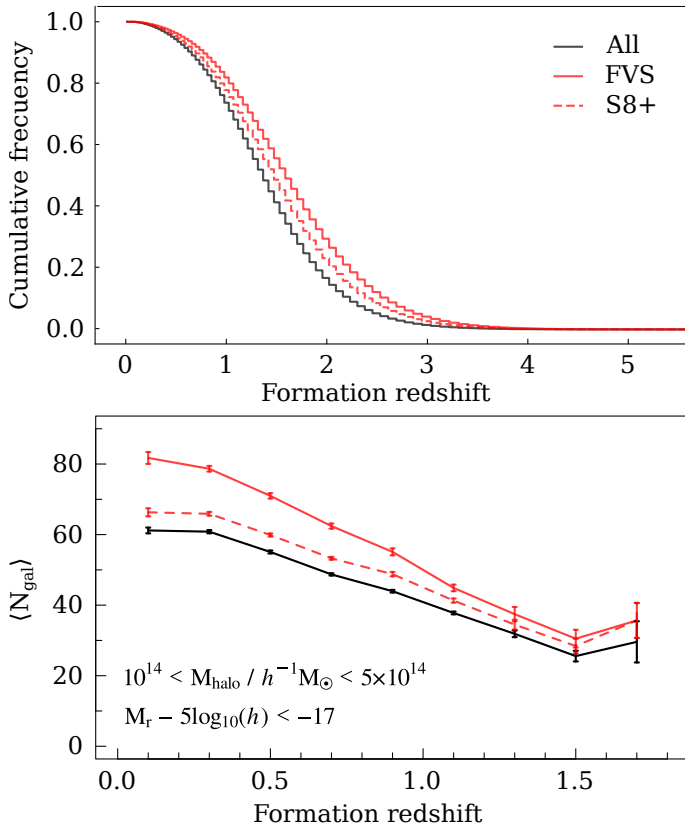 1.0
0.8
0.6
0.4
0.2
0.0
Cumulative frecuency
All
FVS
S8+
0 1 2 3 4 5
Formation redshift
80
60
40
20
0
⟨N_gal⟩
10^14 < M_halo / h^−1 M_⊙ < 5×10^14
M_r − 5log_10(h) < −17
0.0 0.5 1.0 1.5
Formation redshift